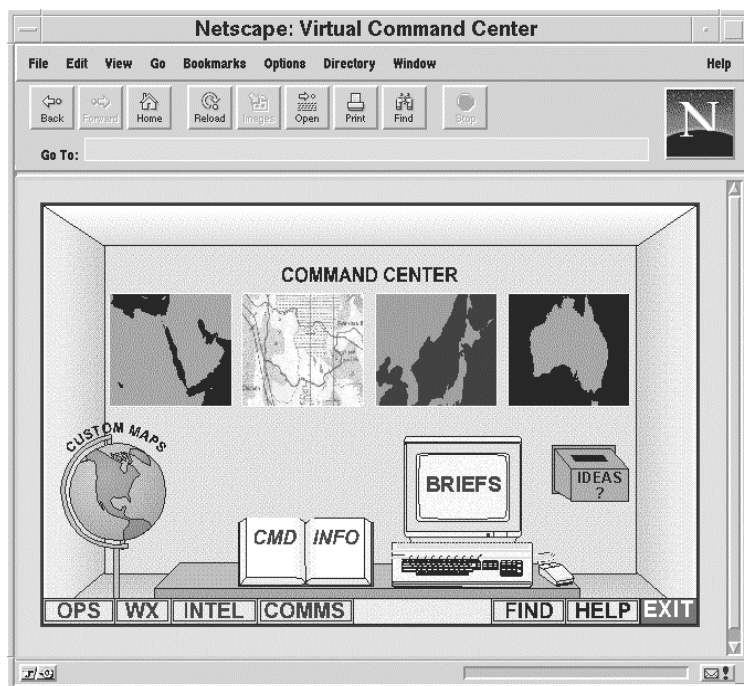 Netscape: Virtual Command Center
File Edit View Go Bookmarks Options Directory Window Help
Back Forward Home Reload Images Open Print Find Stop
N
Go To:
COMMAND CENTER
CUSTOM MAPS
BRIEFS
IDEAS
?
CMD INFO
OPS WX INTEL COMMS FIND HELP EXIT